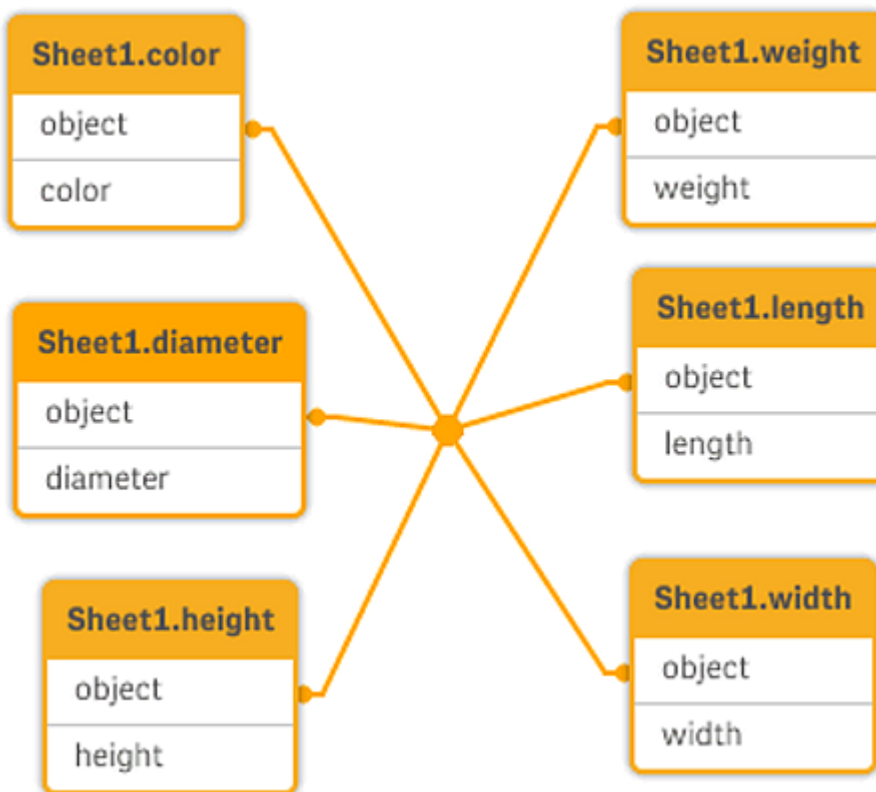 Sheet1.color
object
color
Sheet1.diameter
object
diameter
Sheet1.height
object
height
Sheet1.weight
object
weight
Sheet1.length
object
length
Sheet1.width
object
width